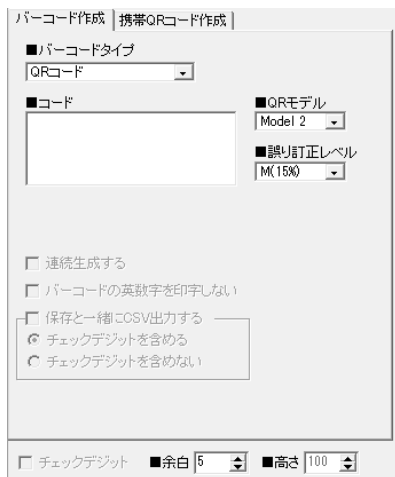 バーコード作成 携帯QRコード作成
■バーコードタイプ
QRコード
■コード
■QRモデル
Model 2
■誤り訂正レベル
M(15%)
連続生成する
バーコードの英数字を印字しない
保存と一緒にCSV出力する
チェックデジットを含める
チェックデジットを含めない
チェックデジット ■余白 5 ■高さ 100